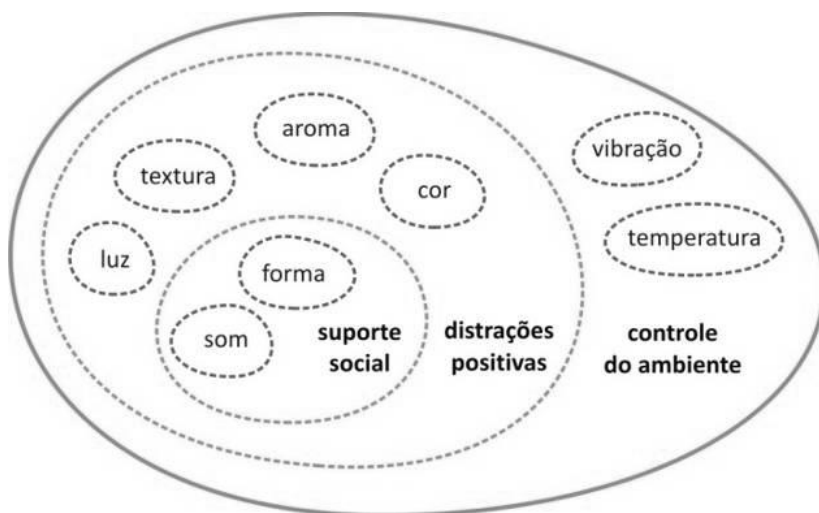 aroma
vibração
textura
cor
temperatura
luz
forma
som
suporte
social
distrações
positivas
controle
do ambiente